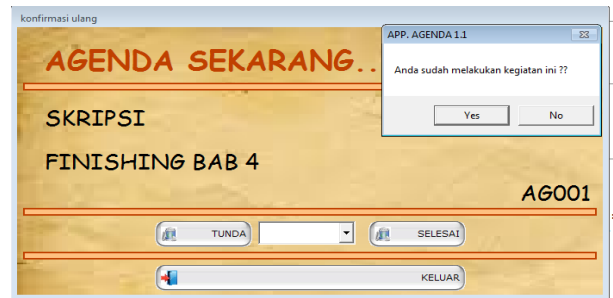 konfirmasi ulang
APP. AGENDA 1.1
AGENDA SEKARANG..
Anda sudah melakukan kegiatan ini ??
Yes No
SKRIPSI
FINISHING BAB 4
AG001
TUNDA SELESAI
KELUAR